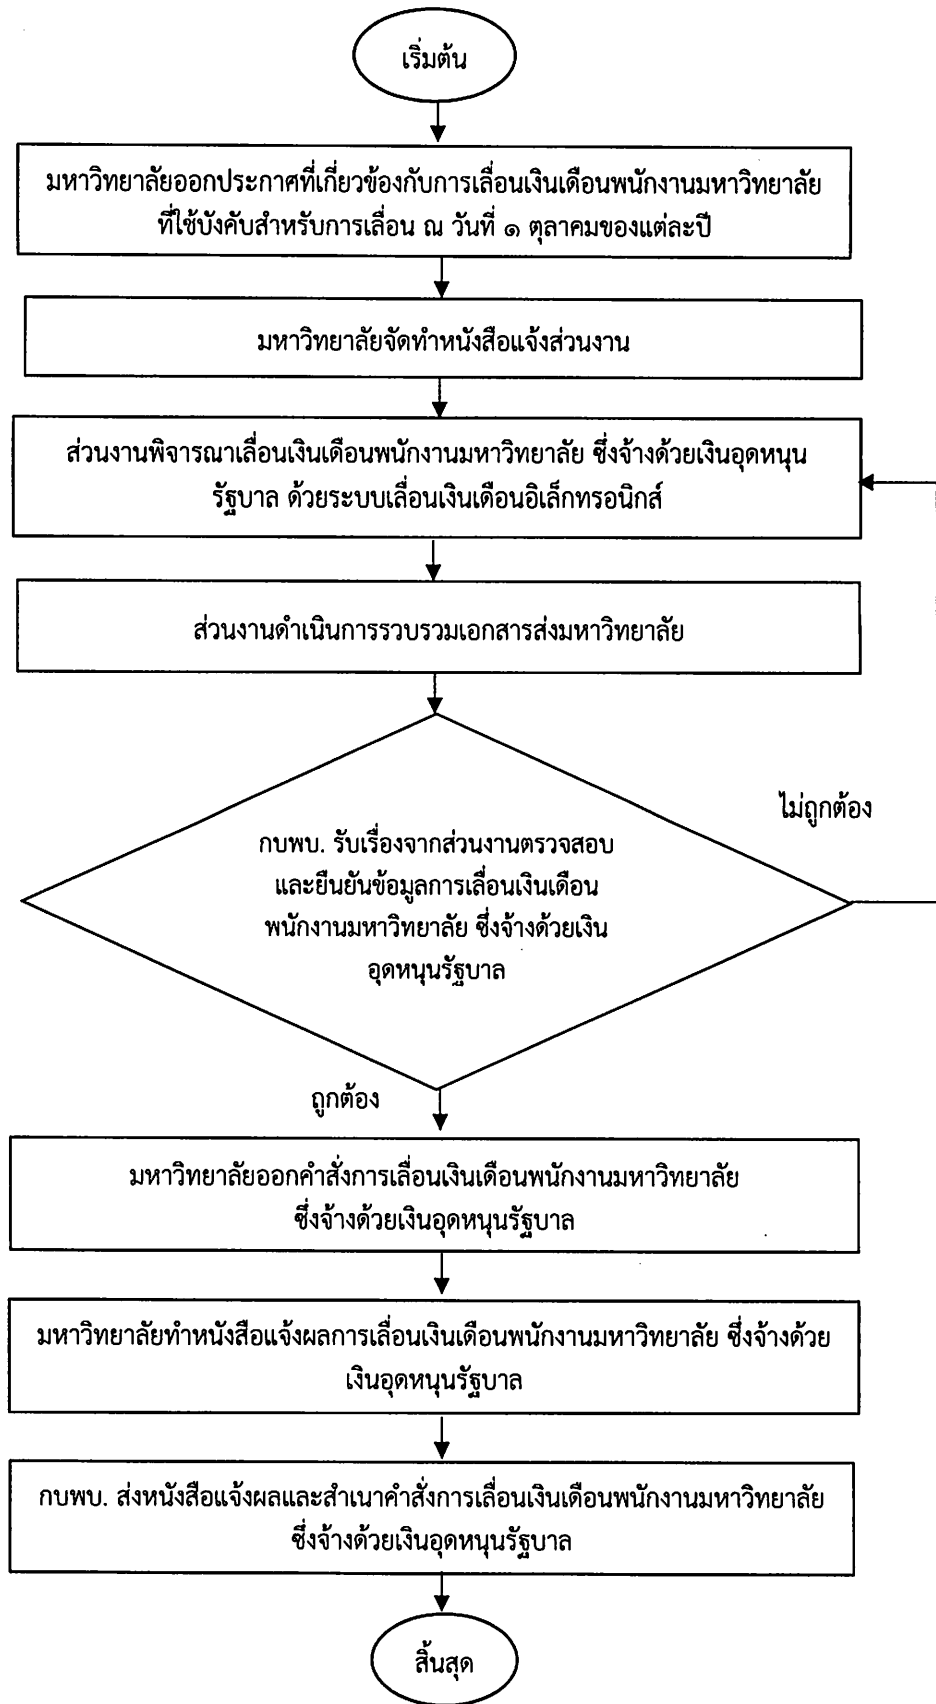 เริ่มต้น
มหาวิทยาลัยออกประกาศที่เกี่ยวข้องกับการเลื่อนเงินเดือนพนักงานมหาวิทยาลัย
ที่ใช้บังคับสำหรับการเลื่อน ณ วันที่ ๑ ตุลาคมของแต่ละปี
มหาวิทยาลัยจัดทำหนังสือแจ้งส่วนงาน
ส่วนงานพิจารณาเลื่อนเงินเดือนพนักงานมหาวิทยาลัย ซึ่งจ้างด้วยเงินอุดหนุน
รัฐบาล ด้วยระบบเลื่อนเงินเดือนอิเล็กทรอนิกส์
ส่วนงานดำเนินการรวบรวมเอกสารส่งมหาวิทยาลัย
ไม่ถูกต้อง
กบพบ. รับเรื่องจากส่วนงานตรวจสอบ
และยืนยันข้อมูลการเลื่อนเงินเดือน
พนักงานมหาวิทยาลัย ซึ่งจ้างด้วยเงิน
อุดหนุนรัฐบาล
ถูกต้อง
มหาวิทยาลัยออกคำสั่งการเลื่อนเงินเดือนพนักงานมหาวิทยาลัย
ซึ่งจ้างด้วยเงินอุดหนุนรัฐบาล
มหาวิทยาลัยทำหนังสือแจ้งผลการเลื่อนเงินเดือนพนักงานมหาวิทยาลัย ซึ่งจ้างด้วย
เงินอุดหนุนรัฐบาล
กบพบ. ส่งหนังสือแจ้งผลและสำเนาคำสั่งการเลื่อนเงินเดือนพนักงานมหาวิทยาลัย
ซึ่งจ้างด้วยเงินอุดหนุนรัฐบาล
สิ้นสุด